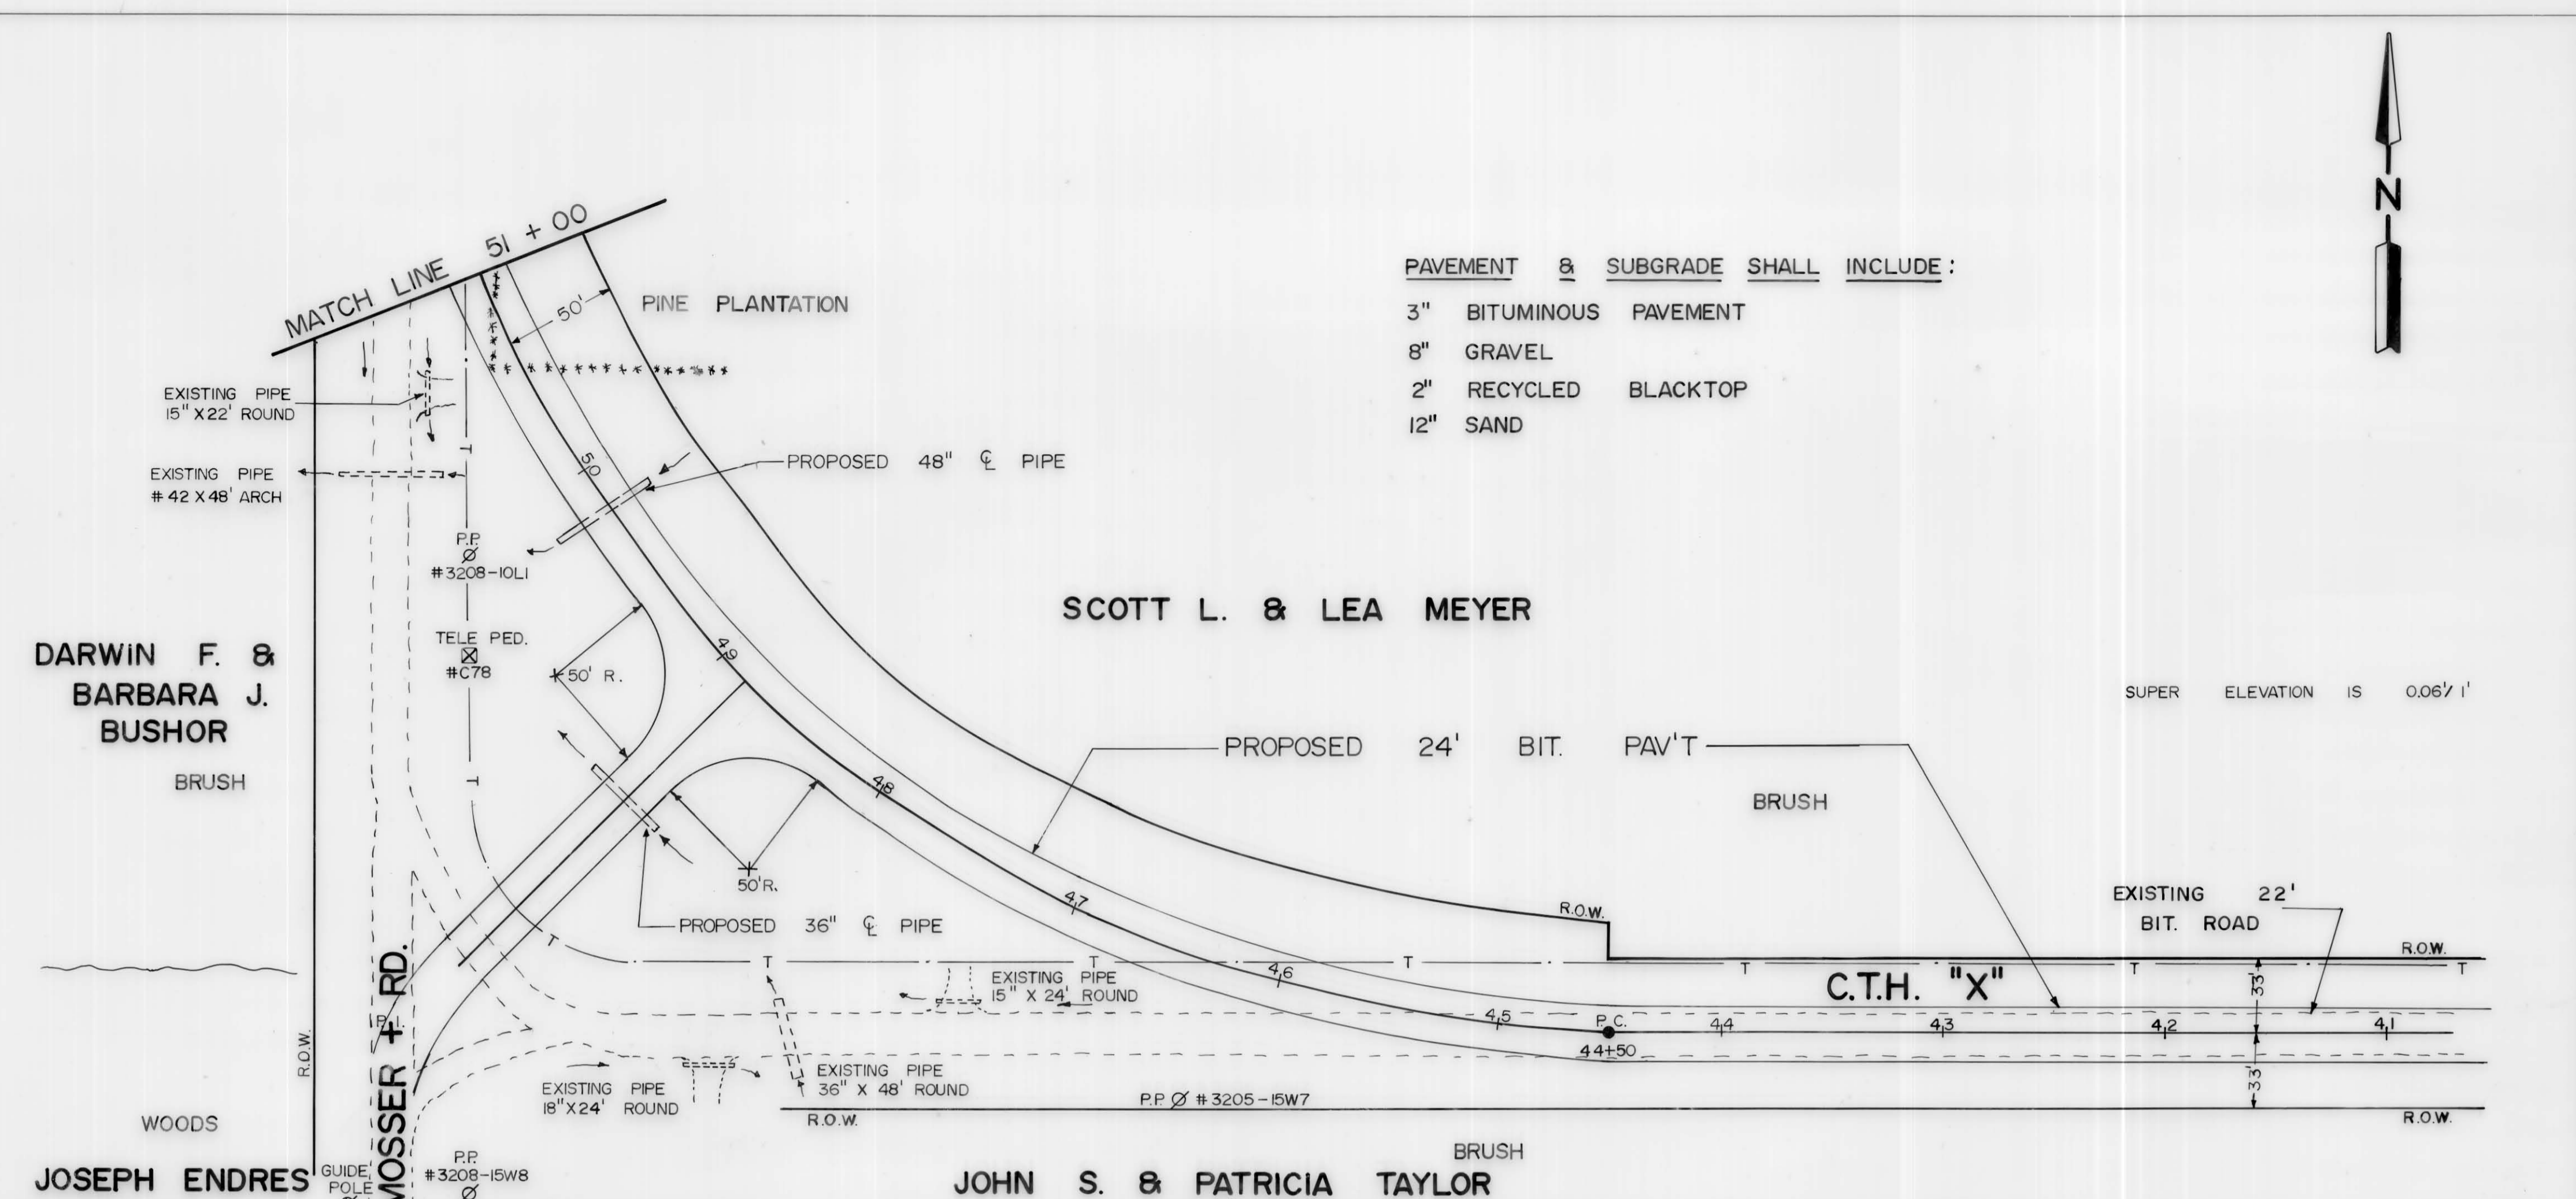 N
MATCH LINE 51 + 00
PAVEMENT & SUBGRADE SHALL INCLUDE:
3" BITUMINOUS PAVEMENT
8" GRAVEL
2" RECYCLED BLACKTOP
12" SAND
50'
PINE PLANTATION
EXISTING PIPE
15" X 22' ROUND
EXISTING PIPE
# 42 X 48' ARCH
T
50
PROPOSED 48" ℄ PIPE
P.P.
#3208-10L1
SCOTT L. & LEA MEYER
TELE PED.
#C78
49
50' R.
DARWIN F. &
BARBARA J.
BUSHOR
BRUSH
SUPER ELEVATION IS 0.06'/1'
PROPOSED 24' BIT. PAV'T
BRUSH
T
48
50'R.
47
PROPOSED 36" ℄ PIPE
R.O.W.
EXISTING 22'
BIT. ROAD
R.O.W.
T
T
T
T
T
T
T
46
EXISTING PIPE
15" X 24' ROUND
C.T.H. "X"
33'
45
P.C.
44
43
42
41
44+50
P.I.
R.O.W.
MOSSER RD.
EXISTING PIPE
18" X 24' ROUND
EXISTING PIPE
36" X 48' ROUND
33'
P.P. #3205-15W7
R.O.W.
R.O.W.
WOODS
BRUSH
JOSEPH ENDRES
GUIDE
POLE
P.P.
#3208-15W8
JOHN S. & PATRICIA TAYLOR